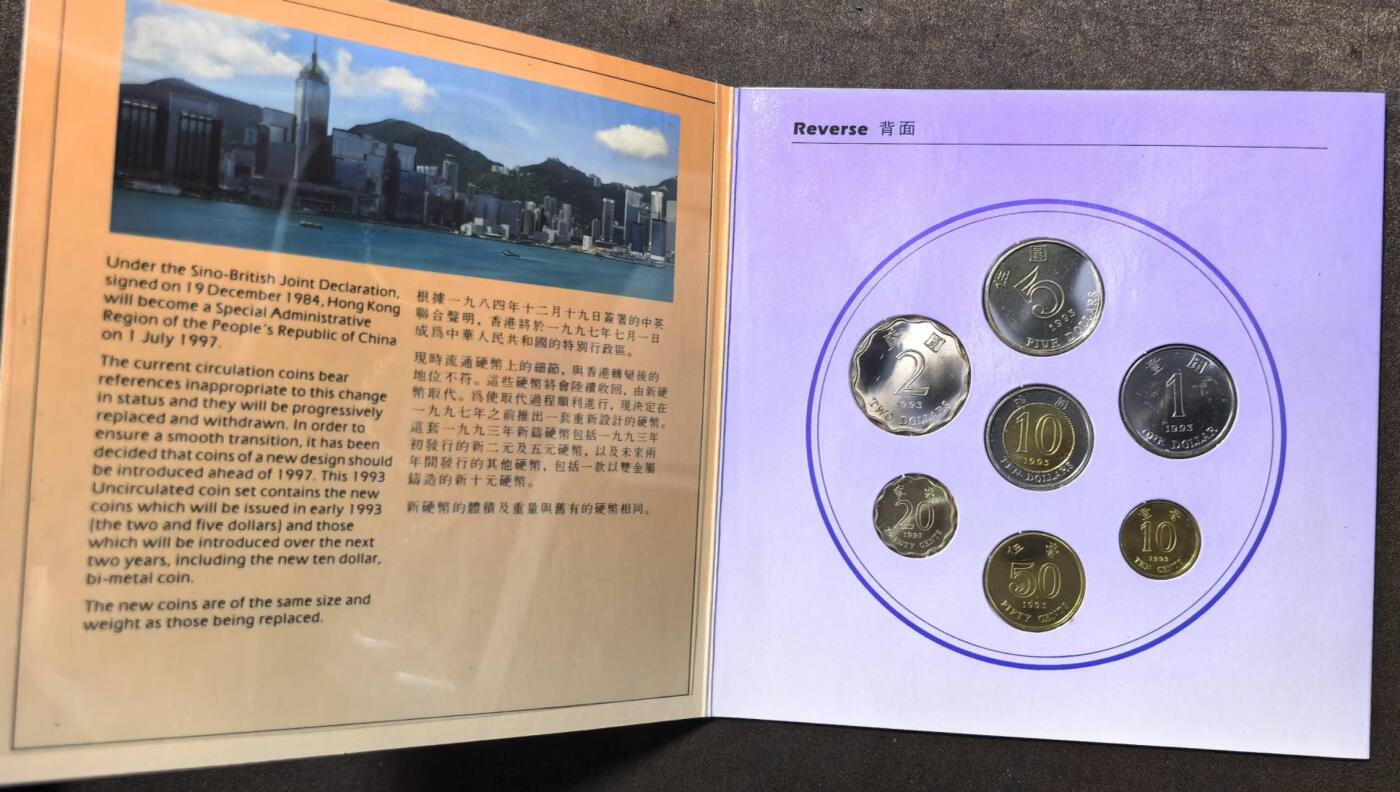 Under the Sino-British Joint Declaration,
signed on 19 December 1984, Hong Kong
will become a Special Administrative
Region of the People's Republic of China
on 1 July 1997.
The current circulation coins bear
references inappropriate to this change
in status and they will be progressively
replaced and withdrawn. In order to
ensure a smooth transition, it has been
decided that coins of a new design should
be introduced ahead of 1997. This 1993
Uncirculated coin set contains the new
coins which will be issued in early 1993
(the two and five dollars) and those
which will be introduced over the next
two years, including the new ten dollar,
bi-metal coin.
The new coins are of the same size and
weight as those being replaced.
根據一九八四年十二月十九日簽署的中英
聯合聲明，香港將於一九九七年七月一日
成爲中華人民共和國的特別行政區。
現時流通硬幣上的細節，與香港轉變後的
地位不符。這些硬幣將會陸續收回，由新硬
幣取代。爲使取代過程順利進行，現決定在
一九九七年之前推出一套重新設計的硬幣。
這套一九九三年新鑄硬幣包括一九九三年
初發行的新二元及五元硬幣，以及未來兩
年間發行的其他硬幣，包括一款以雙金屬
鑄造的新十元硬幣。
新硬幣的體積及重量與舊有的硬幣相同。
Reverse 背面
伍 圓
5
1993
FIVE DOLLARS
圓
2
1993
TWO DOLLARS
壹 圓
1
1993
ONE DOLLAR
圓
10
1993
TEN DOLLARS
毫
20
1993
TWENTY CENTS
伍 毫
50
1993
FIFTY CENTS
壹 毫
10
1993
TEN CENTS